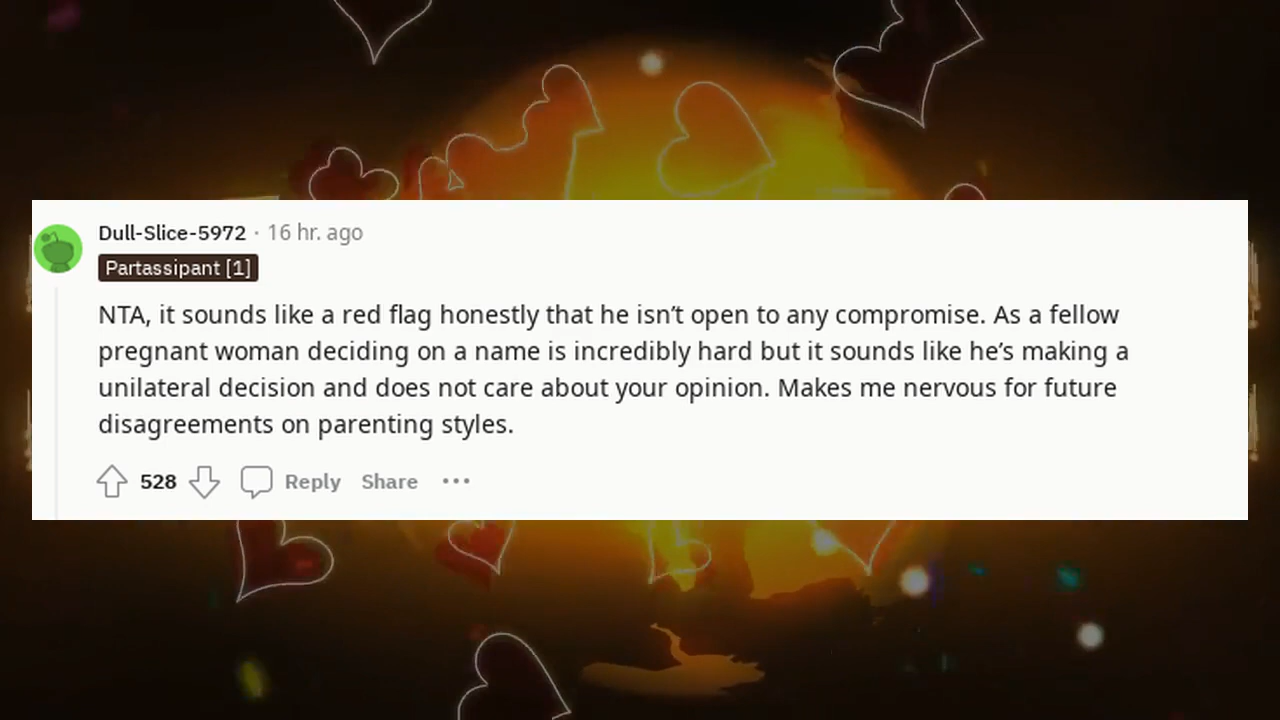 Dull-Slice-5972 · 16 hr. ago
Partassipant [1]
NTA, it sounds like a red flag honestly that he isn’t open to any compromise. As a fellow
pregnant woman deciding on a name is incredibly hard but it sounds like he’s making a
unilateral decision and does not care about your opinion. Makes me nervous for future
disagreements on parenting styles.
528 Reply Share ···